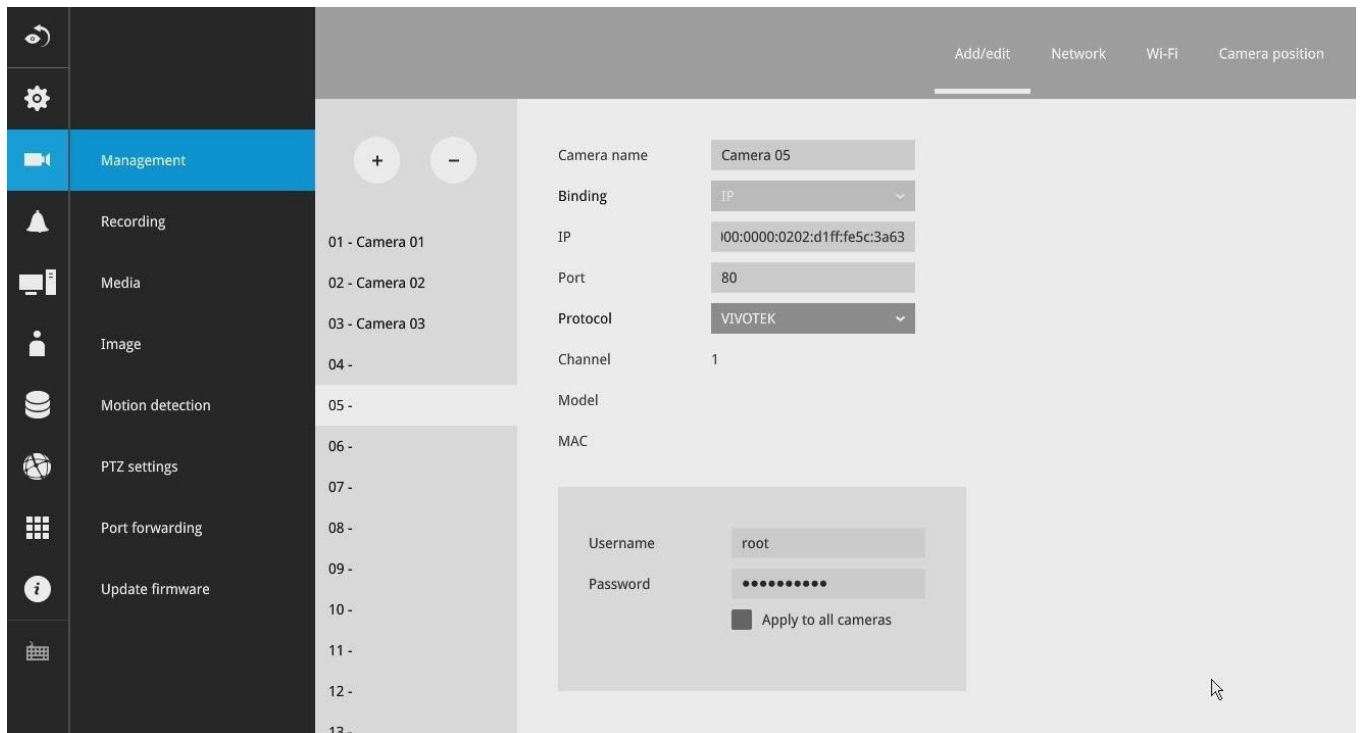 Add/edit Network Wi-Fi Camera position
Management
Recording
Media
Image
Motion detection
PTZ settings
Port forwarding
Update firmware
+ −
01 - Camera 01
02 - Camera 02
03 - Camera 03
04 -
05 -
06 -
07 -
08 -
09 -
10 -
11 -
12 -
13 -
Camera name Camera 05
Binding IP
IP 00:0000:0202:d1ff:fe5c:3a63
Port 80
Protocol VIVOTEK
Channel 1
Model
MAC
Username root
Password ••••••••••
Apply to all cameras